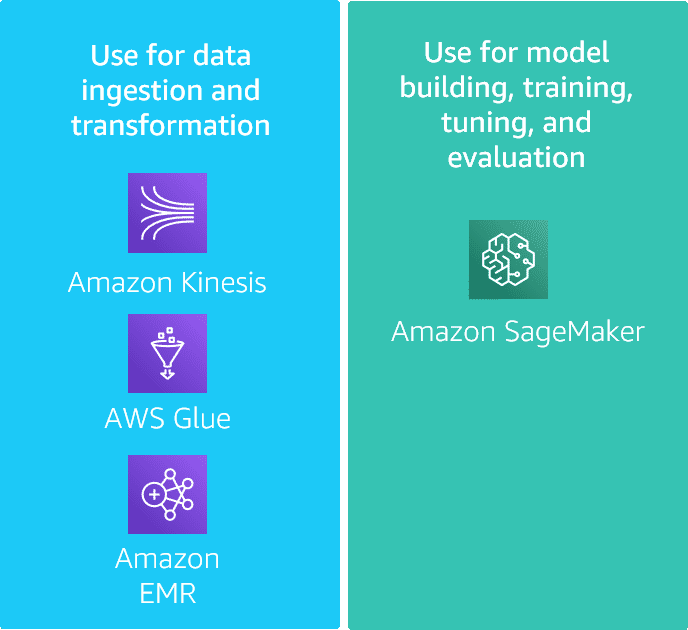 Use for data
ingestion and
transformation
Amazon Kinesis
AWS Glue
Amazon
EMR
Use for model
building, training,
tuning, and
evaluation
Amazon SageMaker